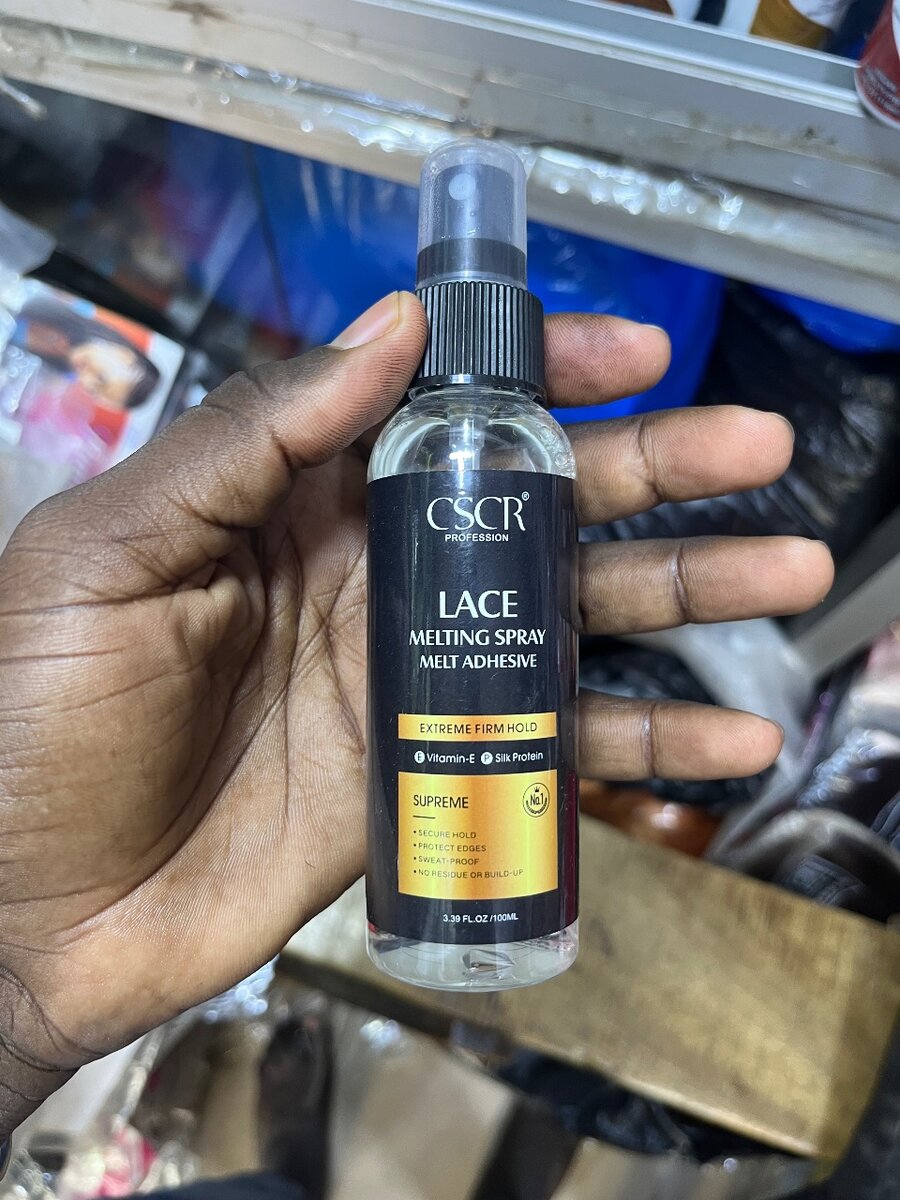 CSCR®
PROFESSION
LACE
MELTING SPRAY
MELT ADHESIVE
EXTREME FIRM HOLD
E Vitamin-E P Silk Protein
SUPREME
No.1
• SECURE HOLD
• PROTECT EDGES
• SWEAT-PROOF
• NO RESIDUE OR BUILD-UP
3.39 FL.OZ /100ML